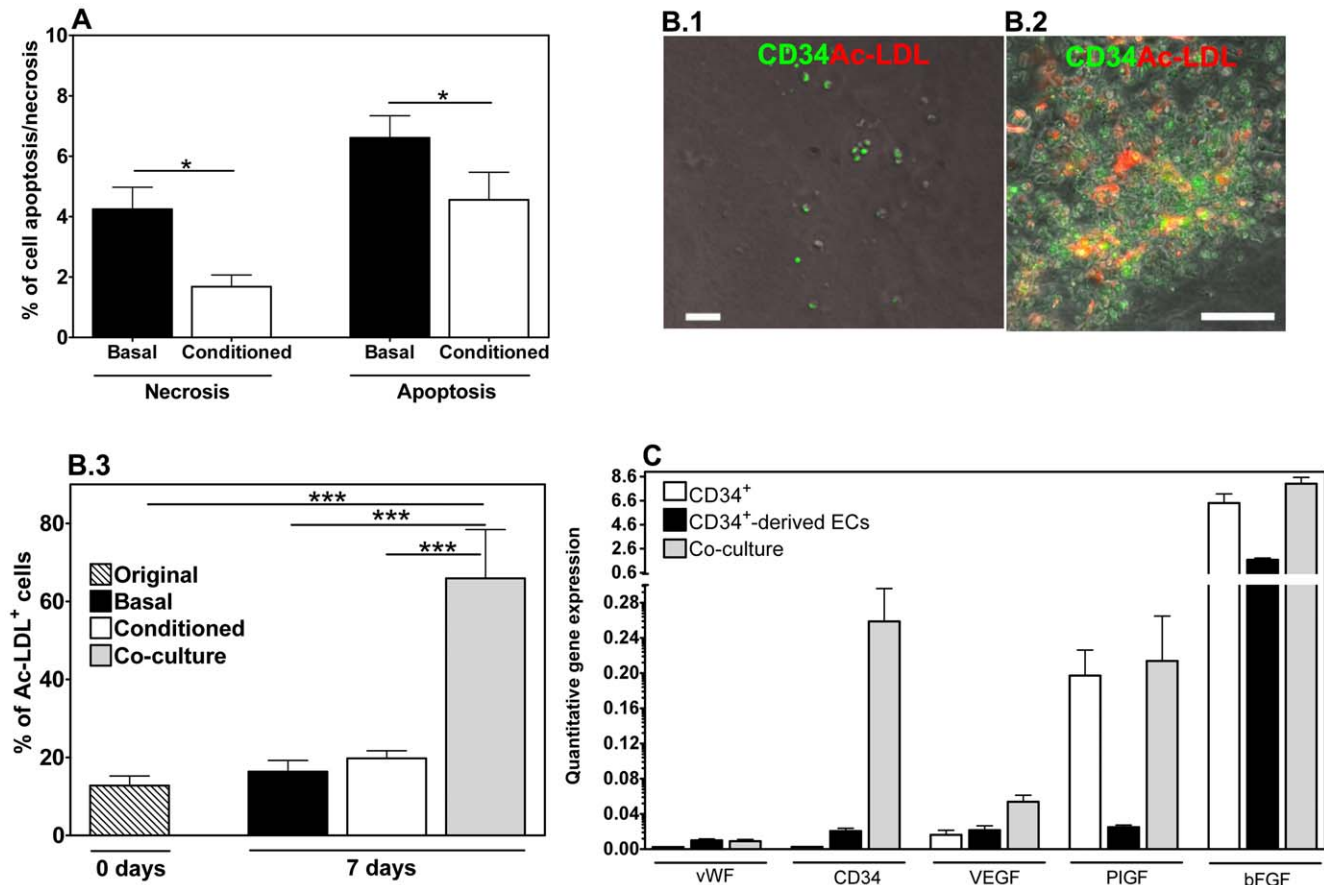 A
% of cell apoptosis/necrosis
10
8
6
4
2
0
*
*
Basal Conditioned Basal Conditioned
Necrosis Apoptosis
B.1
CD34Ac-LDL
B.2
CD34Ac-LDL
B.3
% of Ac-LDL+ cells
80
60
40
20
0
***
***
***
Original
Basal
Conditioned
Co-culture
0 days 7 days
C
Quantitative gene expression
8.6
6.6
4.6
2.6
0.6
0.28
0.24
0.20
0.16
0.12
0.08
0.04
0.00
CD34+
CD34+-derived ECs
Co-culture
vWF CD34 VEGF PlGF bFGF